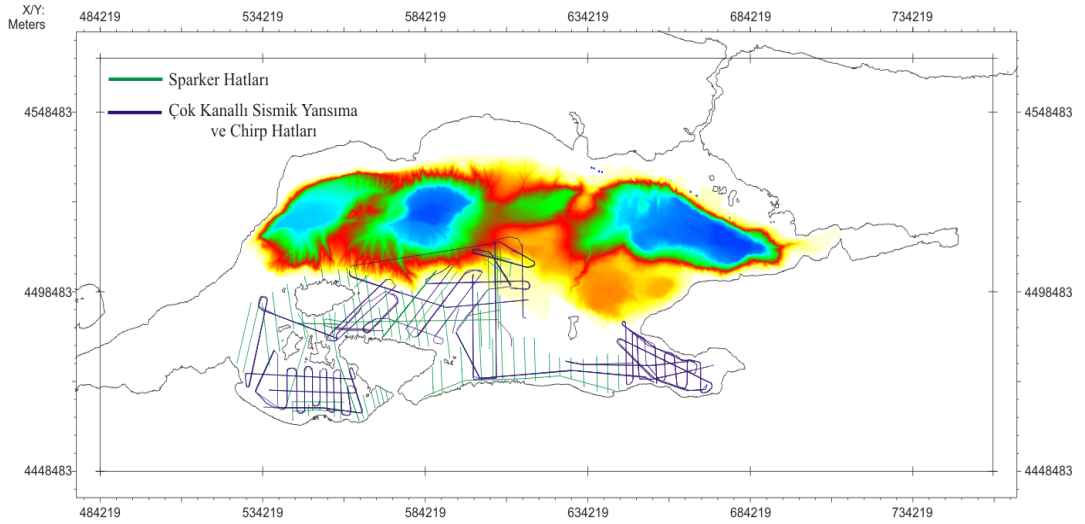 X/Y:
Meters
484219 534219 584219 634219 684219 734219
Sparker Hatları
Çok Kanallı Sismik Yansıma
ve Chirp Hatları
4548483 4548483
4498483 4498483
4448483 4448483
484219 534219 584219 634219 684219 734219